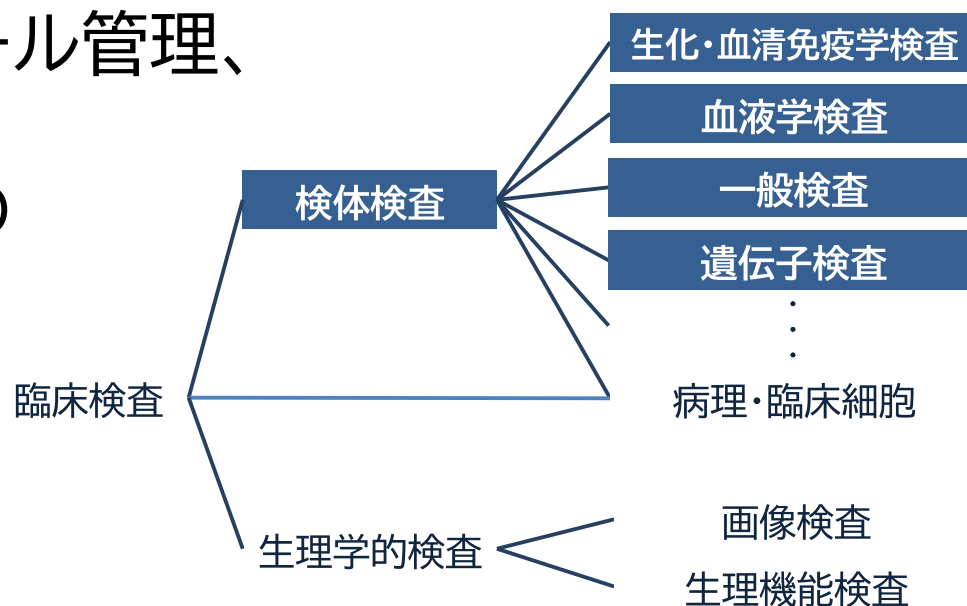 ール管理、
)
生化・血清免疫学検査
血液学検査
一般検査
検体検査
遺伝子検査
・
・
・
臨床検査
病理・臨床細胞
画像検査
生理学的検査
生理機能検査